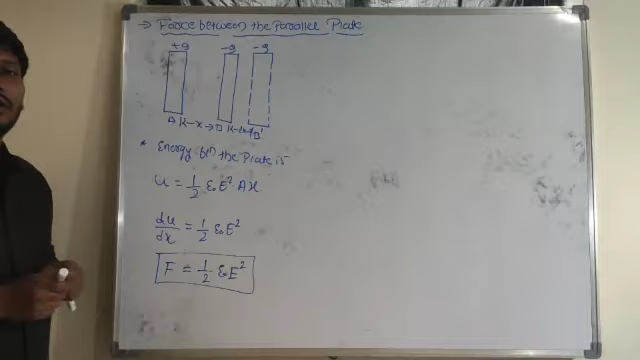 → Force between the Parallel Plate
+q -q -q
A K-x→B K-dx→B'
* Energy b/n the Plate is
U = 1/2 ε₀E² Ax
du/dx = 1/2 ε₀E²
F = 1/2 ε₀E²